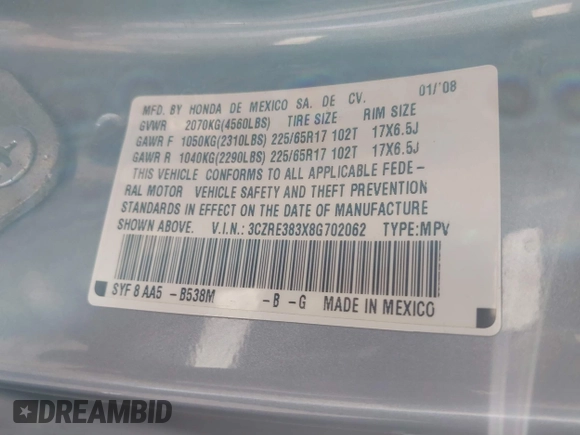 MFD. BY HONDA DE MEXICO SA. DE CV. 01/'08
GVWR 2070KG(4560LBS) TIRE SIZE RIM SIZE
GAWR F 1050KG(2310LBS) 225/65R17 102T 17X6.5J
GAWR R 1040KG(2290LBS) 225/65R17 102T 17X6.5J
THIS VEHICLE CONFORMS TO ALL APPLICABLE FEDE-
RAL MOTOR VEHICLE SAFETY AND THEFT PREVENTION
STANDARDS IN EFFECT ON THE DATE OF MANUFACTURE
SHOWN ABOVE. V.I.N.: 3CZRE383X8G702062 TYPE:MPV
SYF 8 AA5 -B538M -B -G MADE IN MEXICO
DREAMBID